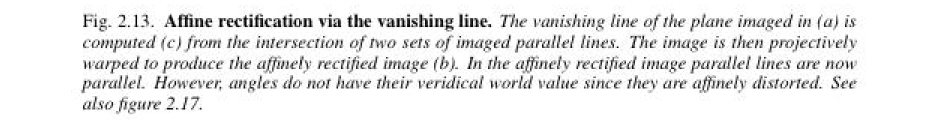 Fig. 2.13. Affine rectification via the vanishing line. The vanishing line of the plane imaged in (a) is
computed (c) from the intersection of two sets of imaged parallel lines. The image is then projectively
warped to produce the affinely rectified image (b). In the affinely rectified image parallel lines are now
parallel. However, angles do not have their veridical world value since they are affinely distorted. See
also figure 2.17.